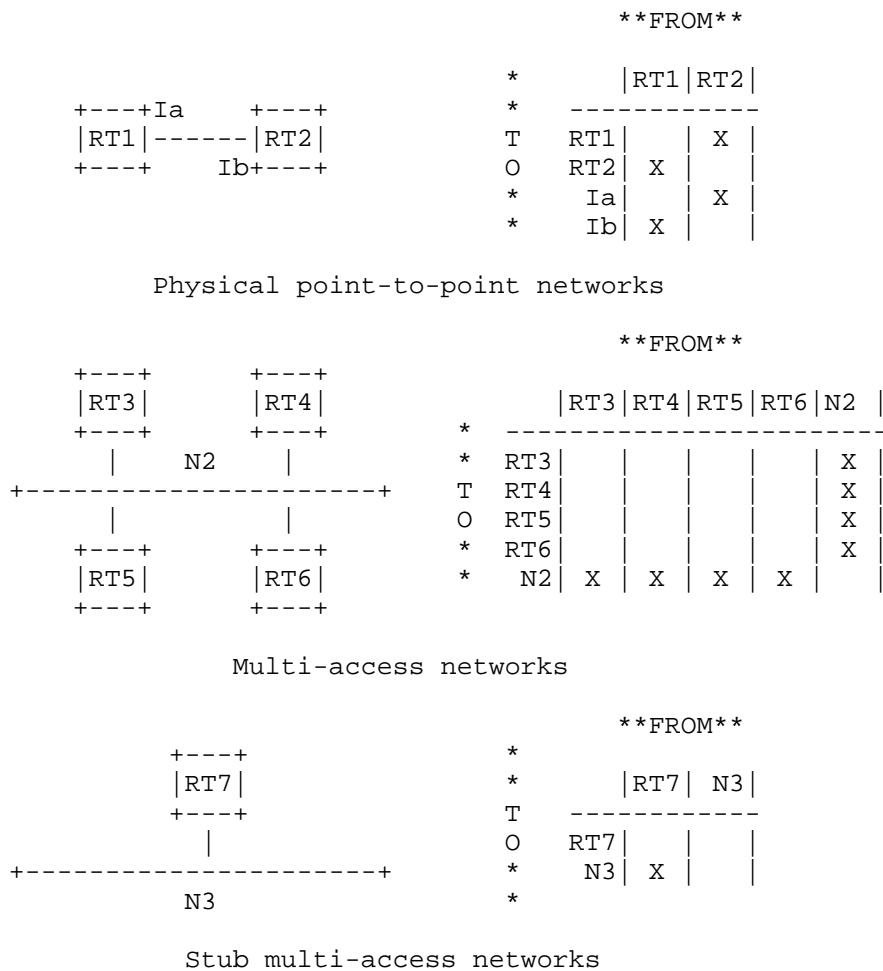 **FROM**

                                           *      |RT1|RT2|
                +---+Ia    +---+           *   ------------
                |RT1|------|RT2|           T   RT1|   | X |
                +---+    Ib+---+           O   RT2| X |   |
                                           *    Ia|   | X |
                                           *    Ib| X |   |

                     Physical point-to-point networks

                                                  **FROM**
                +---+      +---+
                |RT3|      |RT4|              |RT3|RT4|RT5|RT6|N2 |
                +---+      +---+        *  ------------------------
                  |    N2    |          *  RT3|   |   |   |   | X |
            +----------------------+    T  RT4|   |   |   |   | X |
                  |          |          O  RT5|   |   |   |   | X |
                +---+      +---+        *  RT6|   |   |   |   | X |
                |RT5|      |RT6|        *   N2| X | X | X | X |   |
                +---+      +---+

                          Multi-access networks

                                                  **FROM**
                      +---+                *
                      |RT7|                *      |RT7| N3|
                      +---+                T   ------------
                        |                  O   RT7|   |   |
            +----------------------+       *    N3| X |   |
                       N3                  *

                       Stub multi-access networks